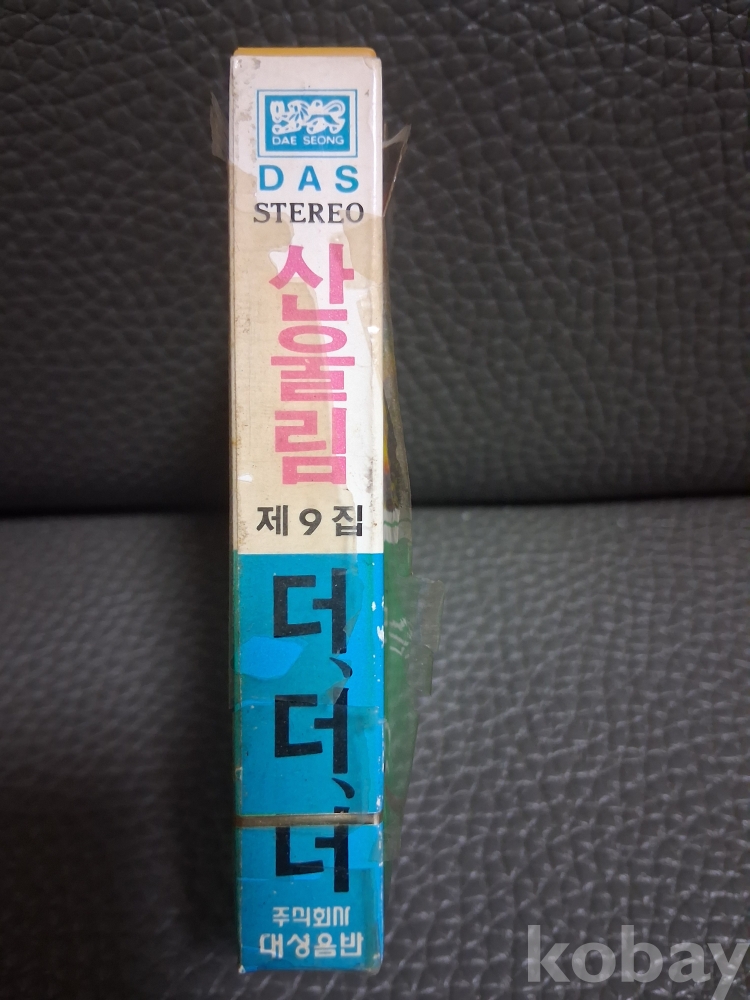 DAE SEONG
DAS
STEREO
산울림
제9집
더、더、더
주식회사
대성음반
kobay